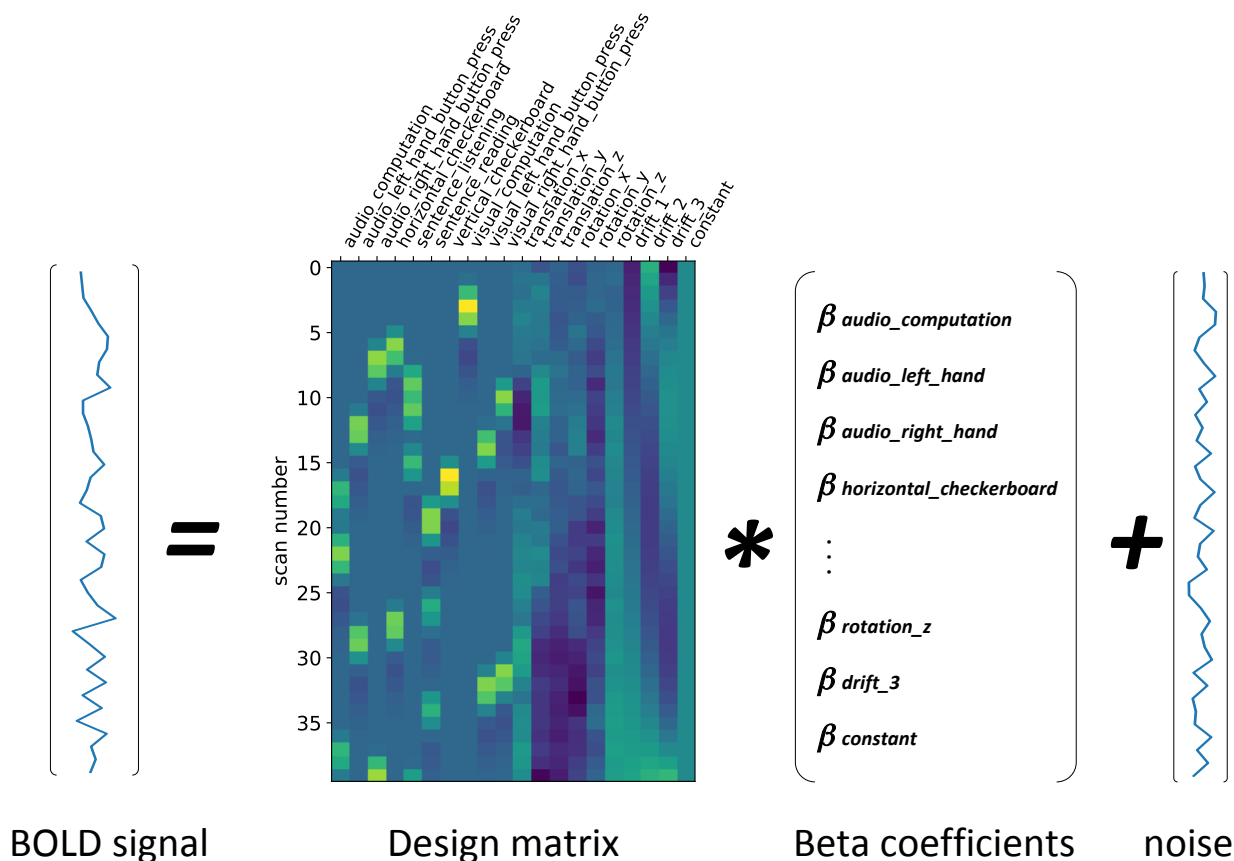 audio_computation
audio_left_hand_button_press
audio_right_hand_button_press
horizontal_checkerboard
sentence_listening
sentence_reading
vertical_checkerboard
visual_computation
visual_left_hand_button_press
visual_right_hand_button_press
translation_x
translation_y
translation_z
rotation_x
rotation_y
rotation_z
drift_1
drift_2
drift_3
constant
0
5
10
15
20
25
30
35
scan number
=
*
β audio_computation
β audio_left_hand
β audio_right_hand
β horizontal_checkerboard
⋮
β rotation_z
β drift_3
β constant
+
BOLD signal
Design matrix
Beta coefficients
noise